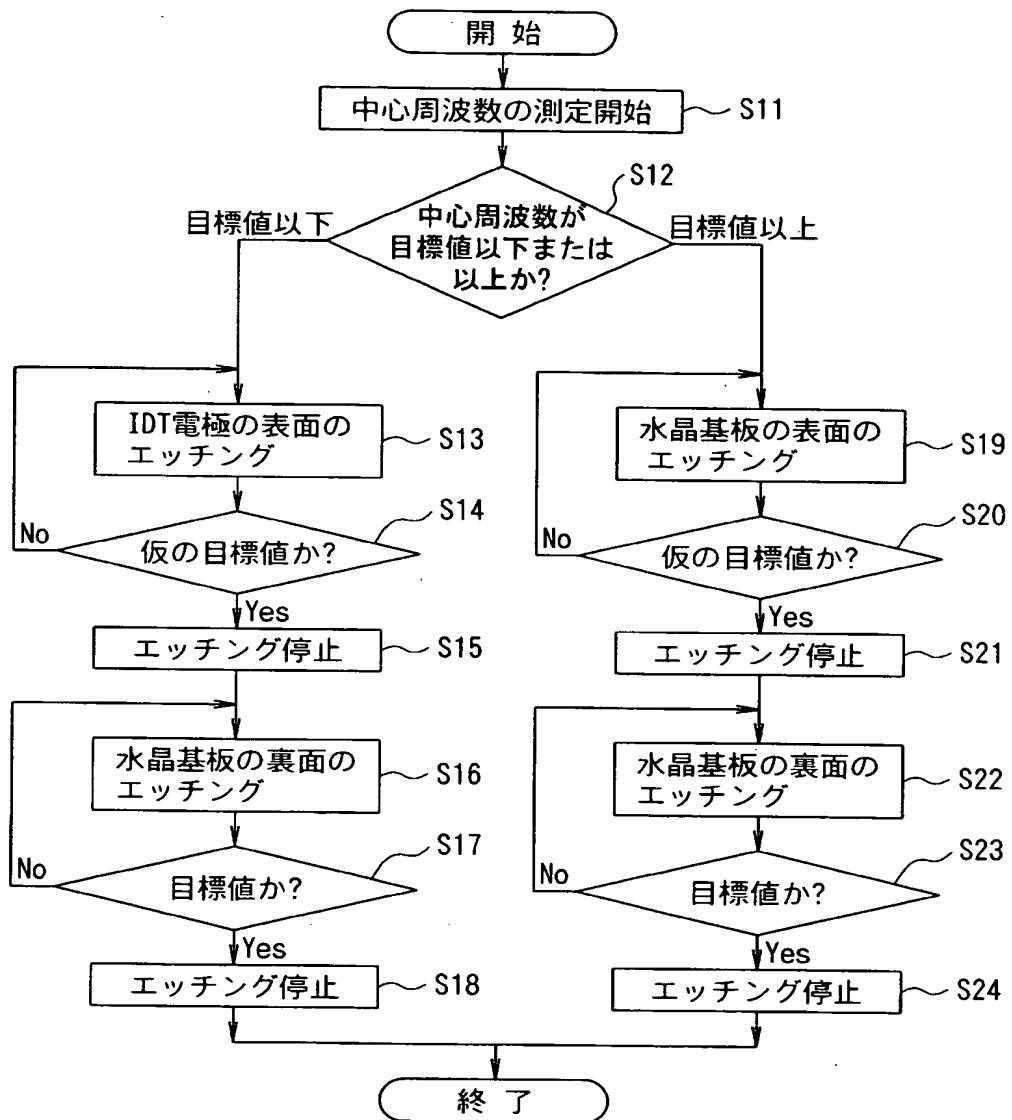 開 始
中心周波数の測定開始
S11
S12
中心周波数が
目標値以下または
以上か?
目標値以下
目標値以上
IDT電極の表面の
エッチング
S13
S14
仮の目標値か?
No
Yes
エッチング停止
S15
水晶基板の裏面の
エッチング
S16
S17
目標値か?
No
Yes
エッチング停止
S18
水晶基板の表面の
エッチング
S19
S20
仮の目標値か?
No
Yes
エッチング停止
S21
水晶基板の裏面の
エッチング
S22
S23
目標値か?
No
Yes
エッチング停止
S24
終 了